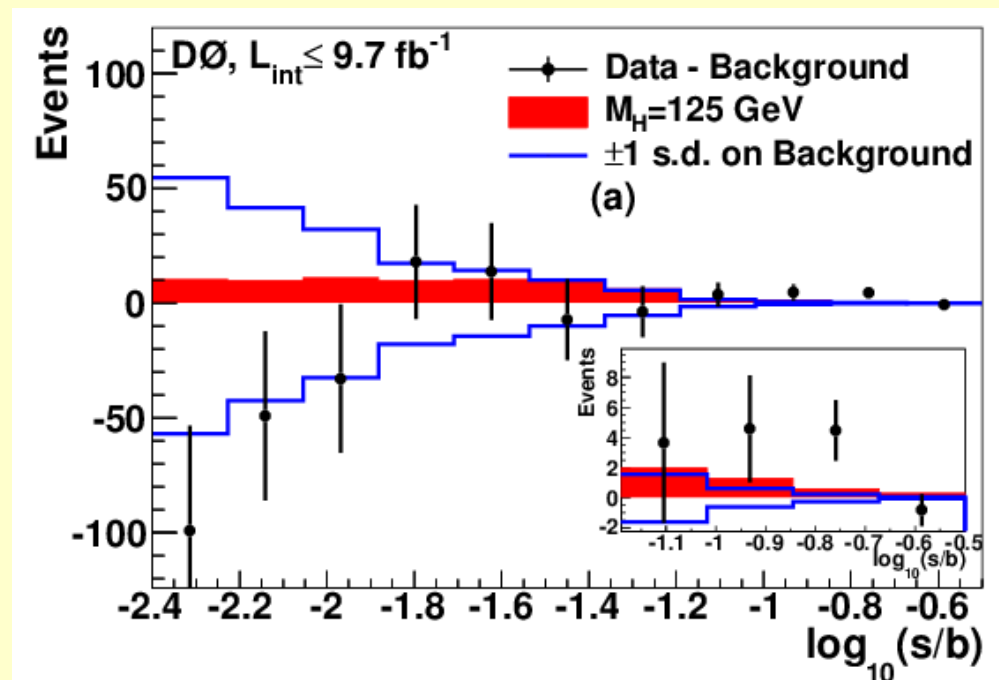 DØ, L_int ≤ 9.7 fb⁻¹
Data - Background
M_H=125 GeV
±1 s.d. on Background
(a)
Events
100
50
0
-50
-100
-2.4 -2.2 -2 -1.8 -1.6 -1.4 -1.2 -1 -0.8 -0.6
log₁₀(s/b)
Events
8
6
4
2
0
-2
-1.1 -1 -0.9 -0.8 -0.7 -0.6 -0.5
log₁₀(s/b)